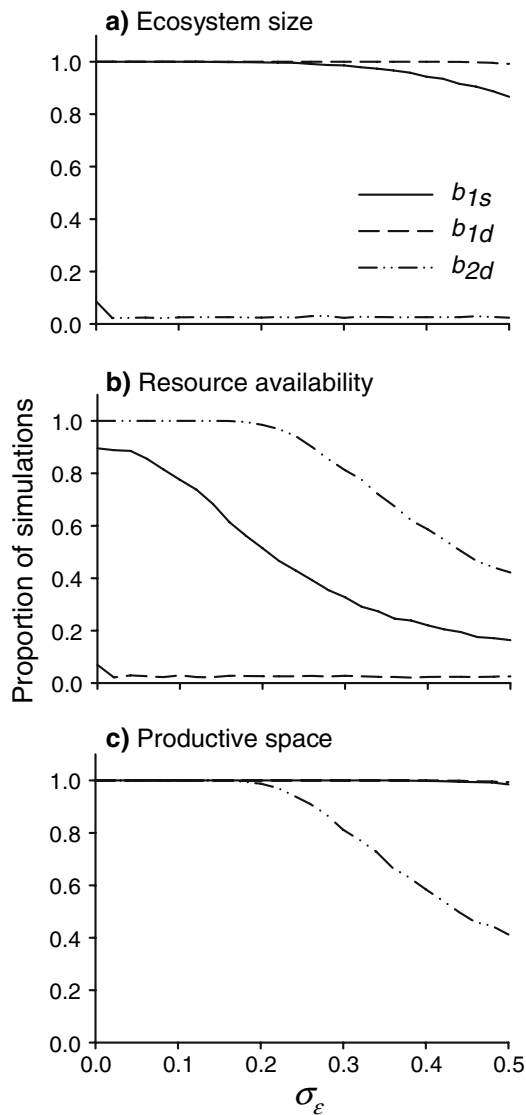 a) Ecosystem size
1.0
0.8
0.6
0.4
0.2
0.0
b1s
b1d
b2d
b) Resource availability
1.0
0.8
0.6
0.4
0.2
0.0
Proportion of simulations
c) Productive space
1.0
0.8
0.6
0.4
0.2
0.0
0.0 0.1 0.2 0.3 0.4 0.5
σε